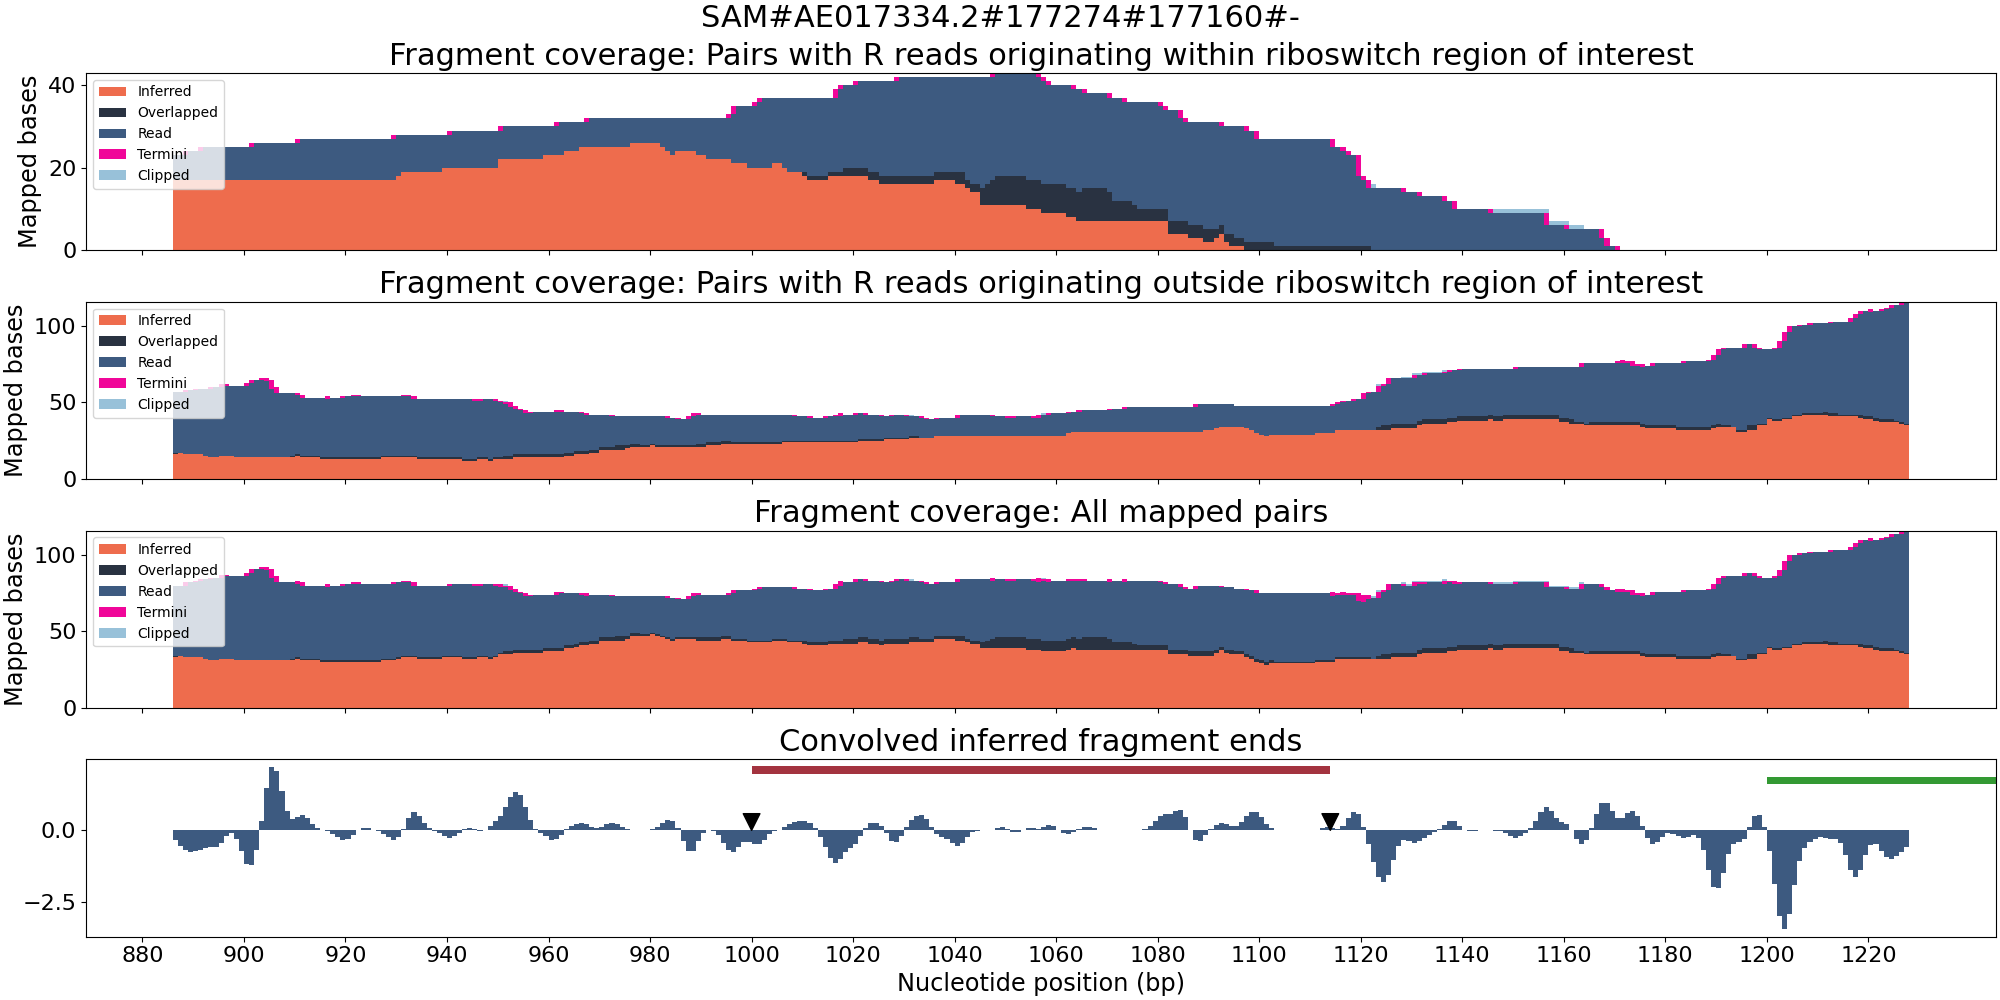 SAM#AE017334.2#177274#177160#-
Fragment coverage: Pairs with R reads originating within riboswitch region of interest
Mapped bases
40
20
0
Inferred
Overlapped
Read
Termini
Clipped
Fragment coverage: Pairs with R reads originating outside riboswitch region of interest
Mapped bases
100
50
0
Inferred
Overlapped
Read
Termini
Clipped
Fragment coverage: All mapped pairs
Mapped bases
100
50
0
Inferred
Overlapped
Read
Termini
Clipped
Convolved inferred fragment ends
0.0
−2.5
880 900 920 940 960 980 1000 1020 1040 1060 1080 1100 1120 1140 1160 1180 1200 1220
Nucleotide position (bp)